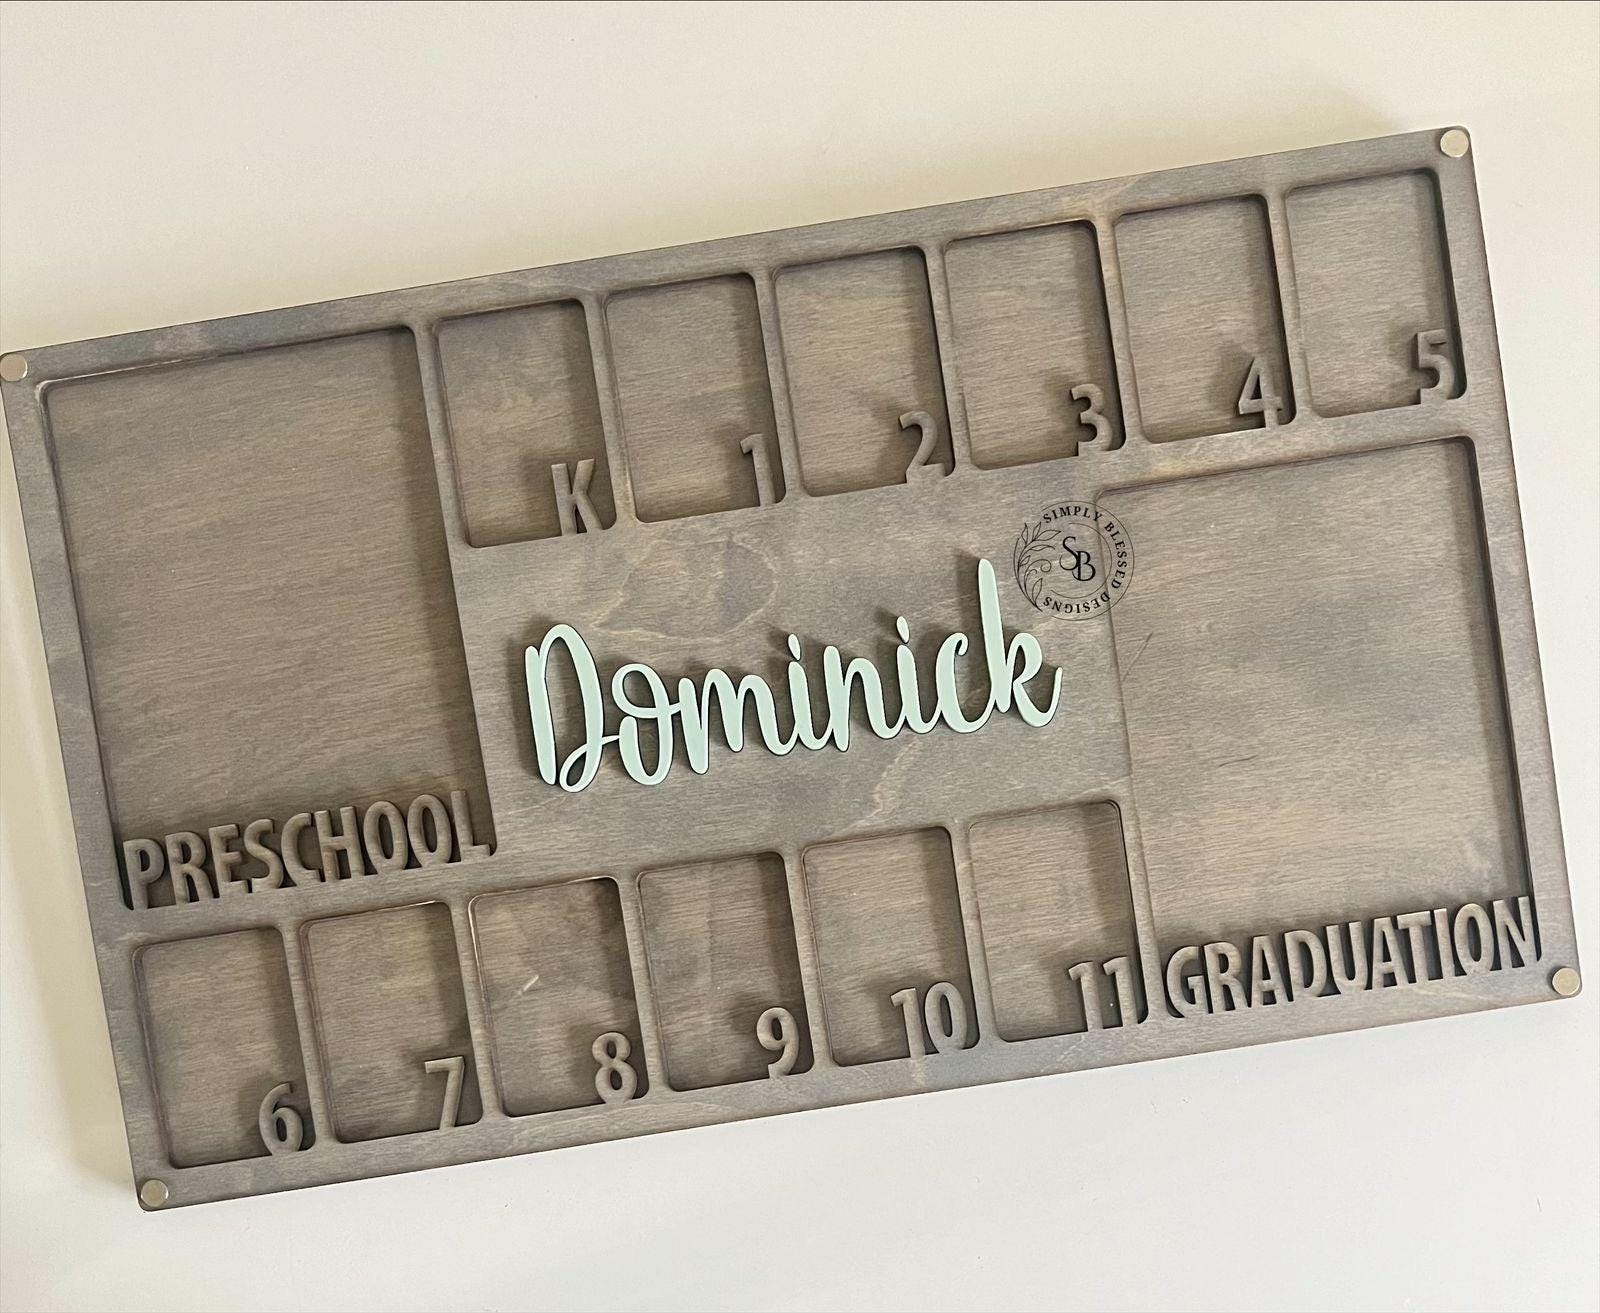 K
1
2
3
4
5
PRESCHOOL
Dominick
SIMPLY BLESSED DESIGNS
SB
GRADUATION
6
7
8
9
10
11